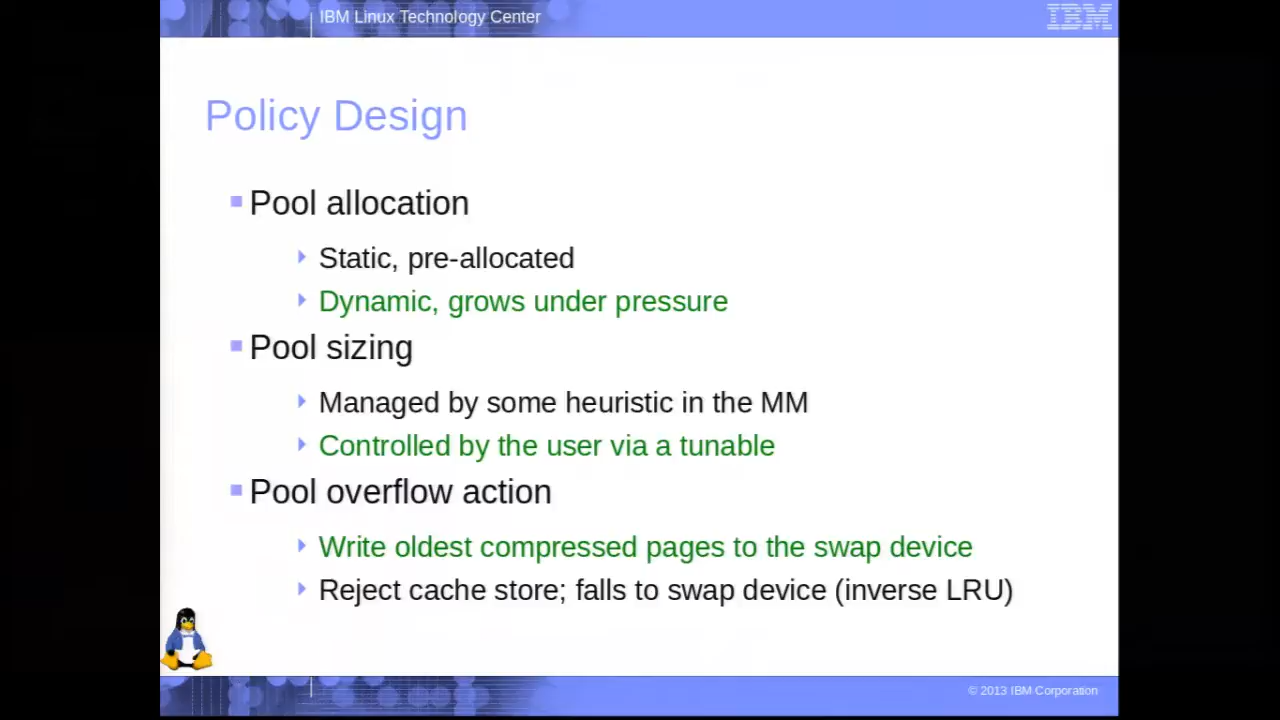 IBM Linux Technology Center
IBM
Policy Design
Pool allocation
Static, pre-allocated
Dynamic, grows under pressure
Pool sizing
Managed by some heuristic in the MM
Controlled by the user via a tunable
Pool overflow action
Write oldest compressed pages to the swap device
Reject cache store; falls to swap device (inverse LRU)
© 2013 IBM Corporation